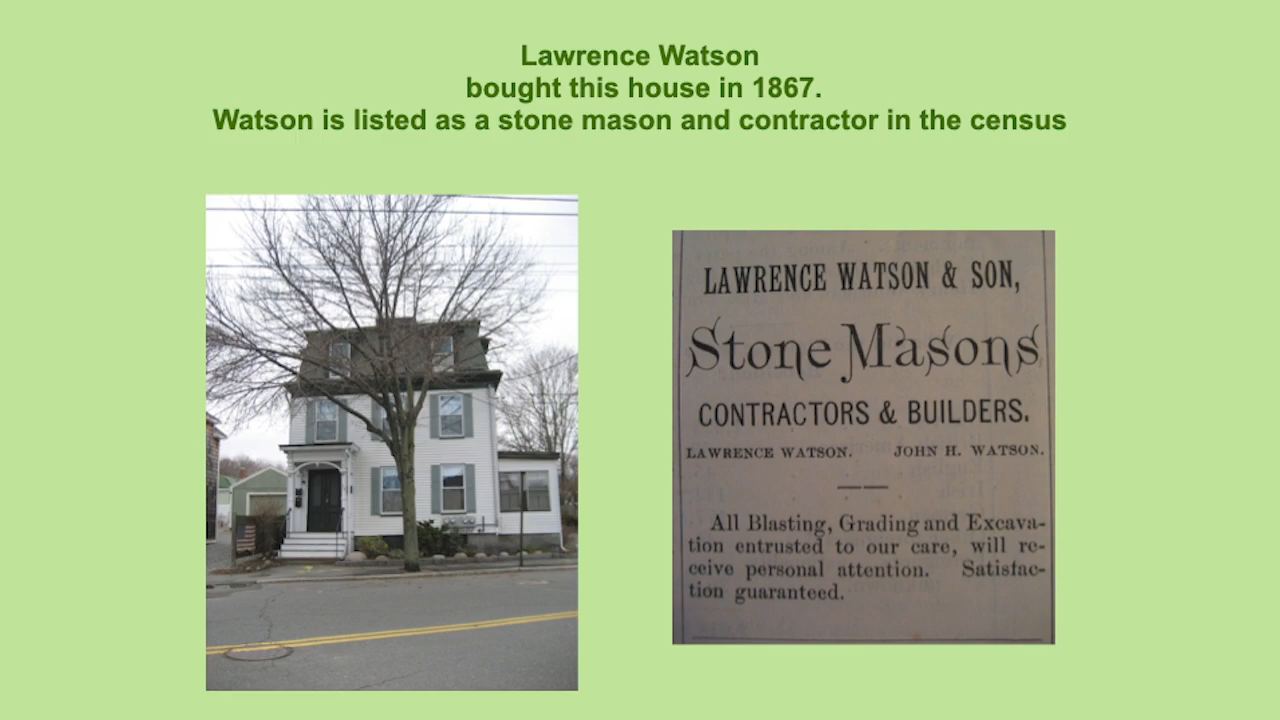 Lawrence Watson
bought this house in 1867.
Watson is listed as a stone mason and contractor in the census
LAWRENCE WATSON & SON,
Stone Masons
CONTRACTORS & BUILDERS.
LAWRENCE WATSON. JOHN H. WATSON.
All Blasting, Grading and Excava-
tion entrusted to our care, will re-
ceive personal attention. Satisfac-
tion guaranteed.